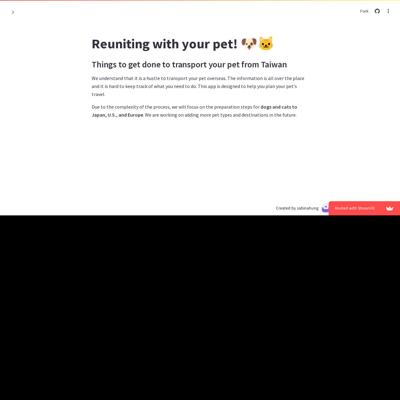 Fork
Reuniting with your pet! 🐶🐱
Things to get done to transport your pet from Taiwan
We understand that it is a hustle to transport your pet overseas. The information is all over the place
and it is hard to keep track of what you need to do. This app is designed to help you plan your pet's
travel.
Due to the complexity of the process, we will focus on the preparation steps for dogs and cats to
Japan, U.S., and Europe. We are working on adding more pet types and destinations in the future.
Created by sabinahung
Hosted with Streamlit